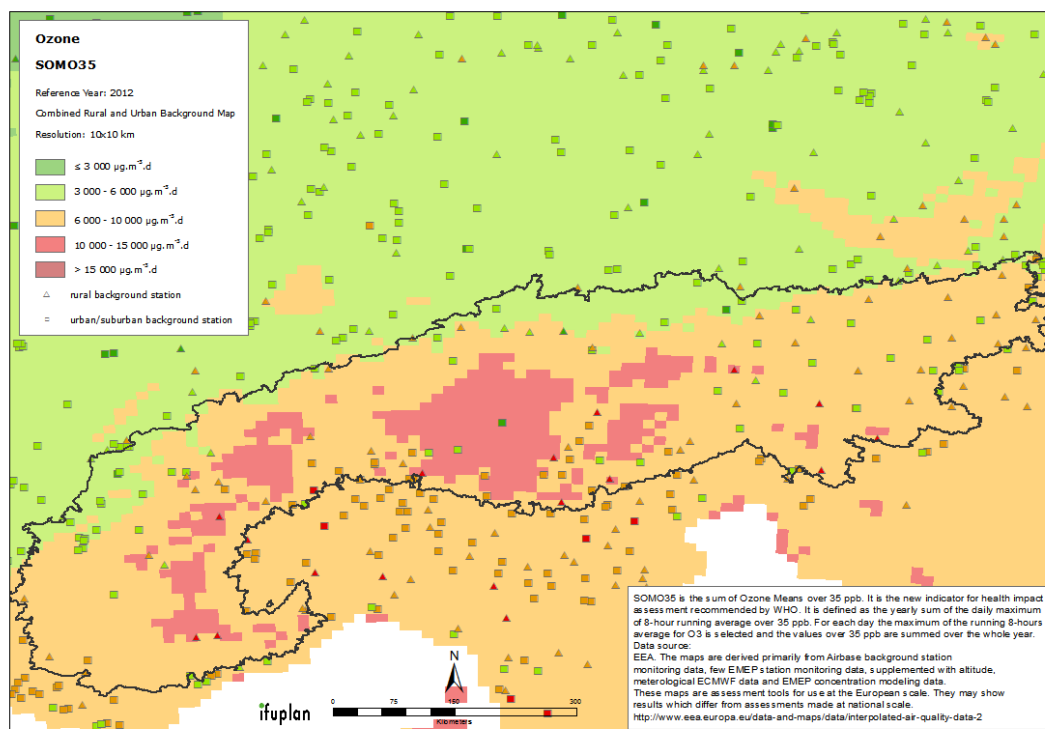 Ozone
SOMO35
Reference Year: 2012
Combined Rural and Urban Background Map
Resolution: 10x10 km
≤ 3 000 µg.m⁻³.d
3 000 - 6 000 µg.m⁻³.d
6 000 - 10 000 µg.m⁻³.d
10 000 - 15 000 µg.m⁻³.d
> 15 000 µg.m⁻³.d
rural background station
urban/suburban background station
SOMO35 is the sum of Ozone Means over 35 ppb. It is the new indicator for health impact
assessment recommended by WHO. It is defined as the yearly sum of the daily maximum
of 8-hour running average over 35 ppb. For each day the maximum of the running 8-hours
average for O3 is selected and the values over 35 ppb are summed over the whole year.
Data source:
EEA. The maps are derived primarily from Airbase background station
monitoring data, few EMEP station monitoring data, supplemented with altitude,
meterological ECMWF data and EMEP concentration modeling data.
These maps are assessment tools for use at the European scale. They may show
results which differ from assessments made at national scale.
http://www.eea.europa.eu/data-and-maps/data/interpolated-air-quality-data-2
N
ifuplan
0 75 150 300
Kilometers